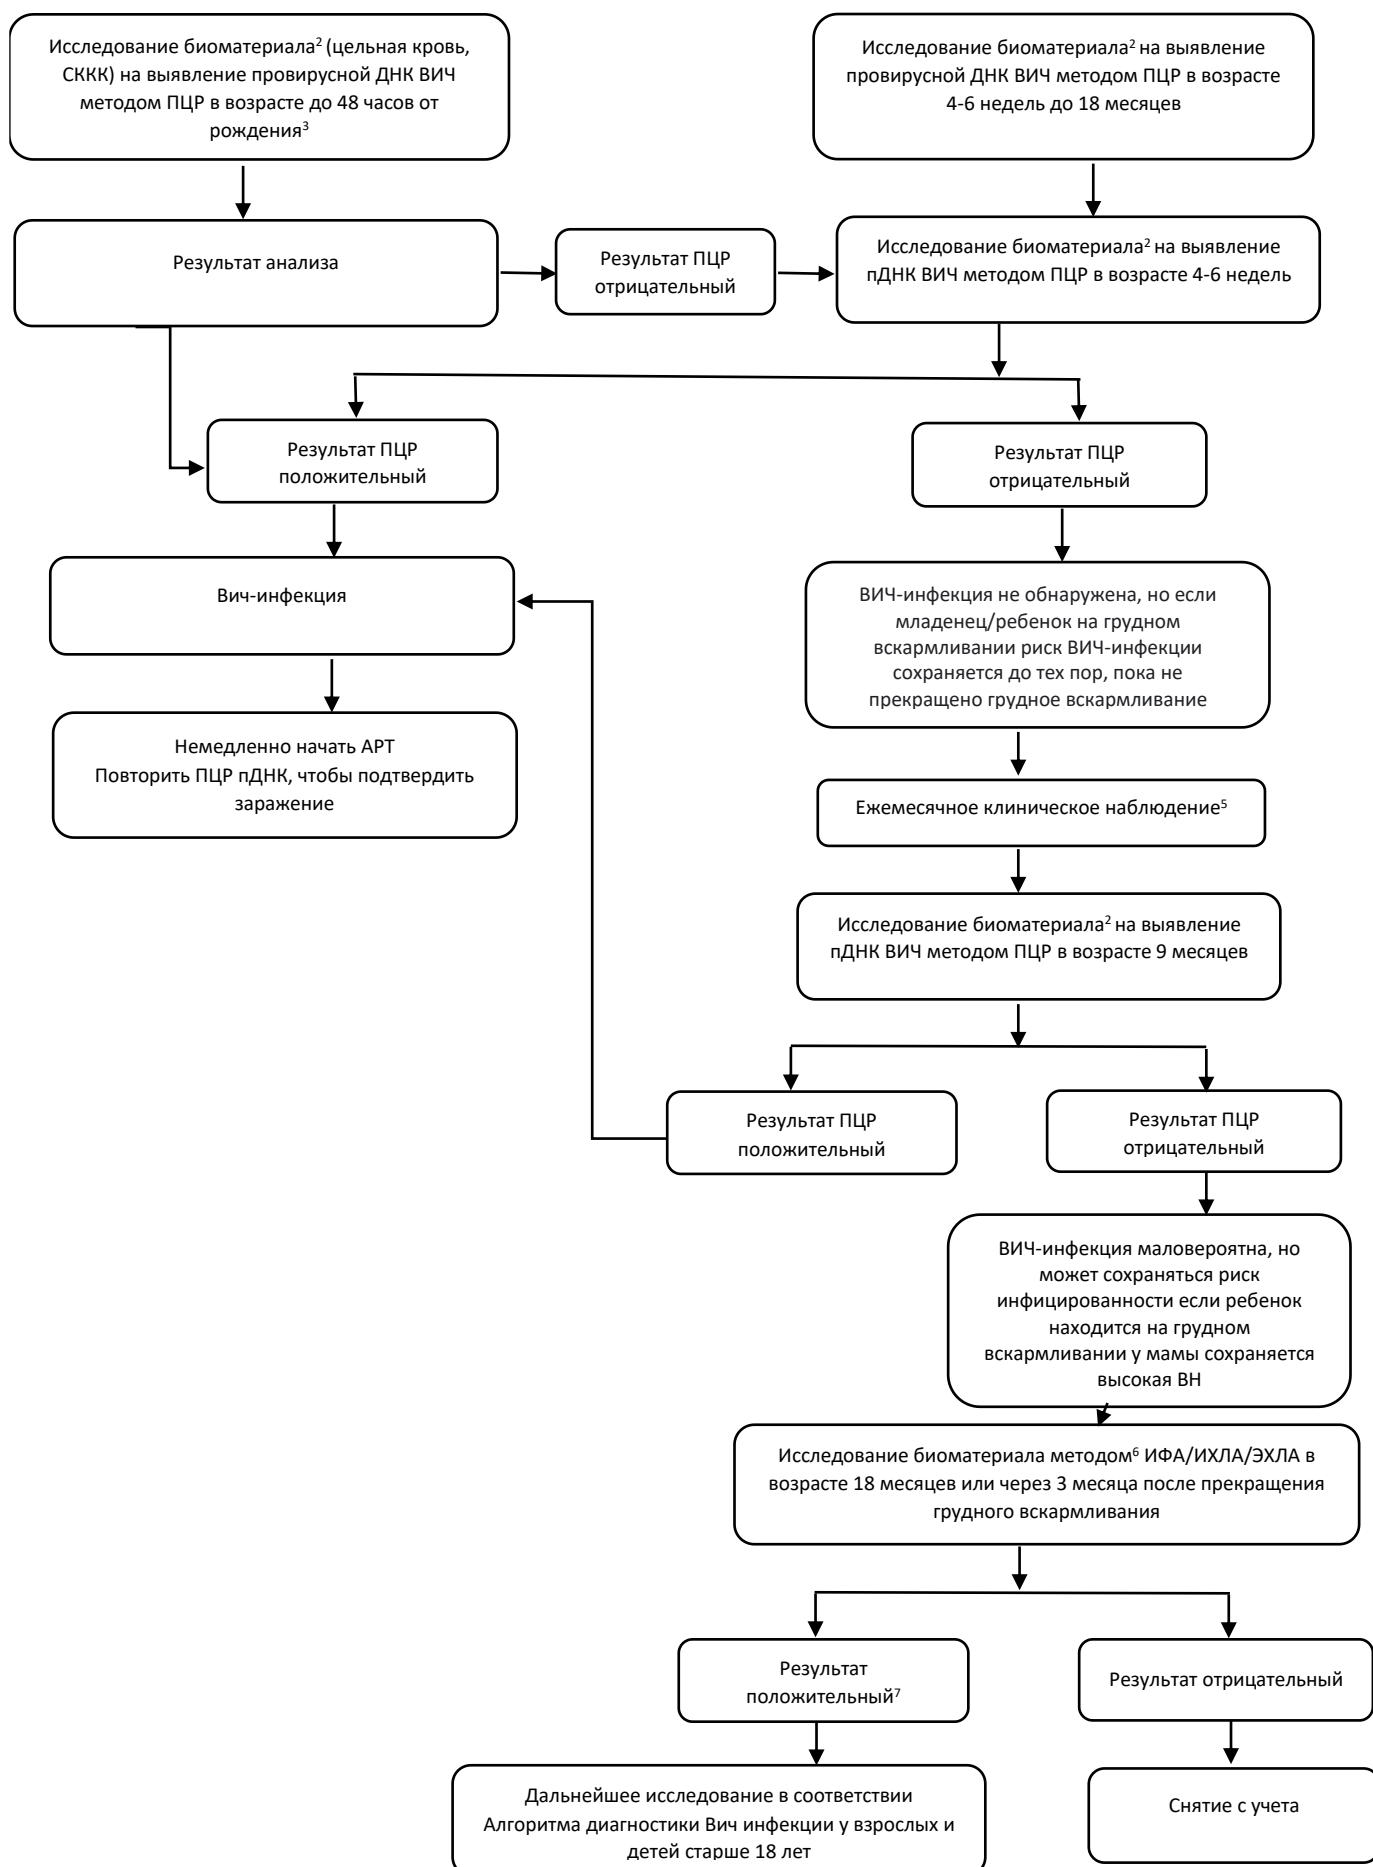 Исследование биоматериала² (цельная кровь,
СККК) на выявление провирусной ДНК ВИЧ
методом ПЦР в возрасте до 48 часов от
рождения³
Исследование биоматериала² на выявление
провирусной ДНК ВИЧ методом ПЦР в возрасте
4-6 недель до 18 месяцев
Результат анализа
Результат ПЦР
отрицательный
Исследование биоматериала² на выявление
пДНК ВИЧ методом ПЦР в возрасте 4-6 недель
Результат ПЦР
положительный
Результат ПЦР
отрицательный
Вич-инфекция
ВИЧ-инфекция не обнаружена, но если
младенец/ребенок на грудном
вскармливании риск ВИЧ-инфекции
сохраняется до тех пор, пока не
прекращено грудное вскармливание
Немедленно начать АРТ
Повторить ПЦР пДНК, чтобы подтвердить
заражение
Ежемесячное клиническое наблюдение⁵
Исследование биоматериала² на выявление
пДНК ВИЧ методом ПЦР в возрасте 9 месяцев
Результат ПЦР
положительный
Результат ПЦР
отрицательный
ВИЧ-инфекция маловероятна, но
может сохраняться риск
инфицированности если ребенок
находится на грудном
вскармливании у мамы сохраняется
высокая ВН
Исследование биоматериала методом⁶ ИФА/ИХЛА/ЭХЛА в
возрасте 18 месяцев или через 3 месяца после прекращения
грудного вскармливания
Результат
положительный⁷
Результат отрицательный
Дальнейшее исследование в соответствии
Алгоритма диагностики Вич инфекции у взрослых и
детей старше 18 лет
Снятие с учета